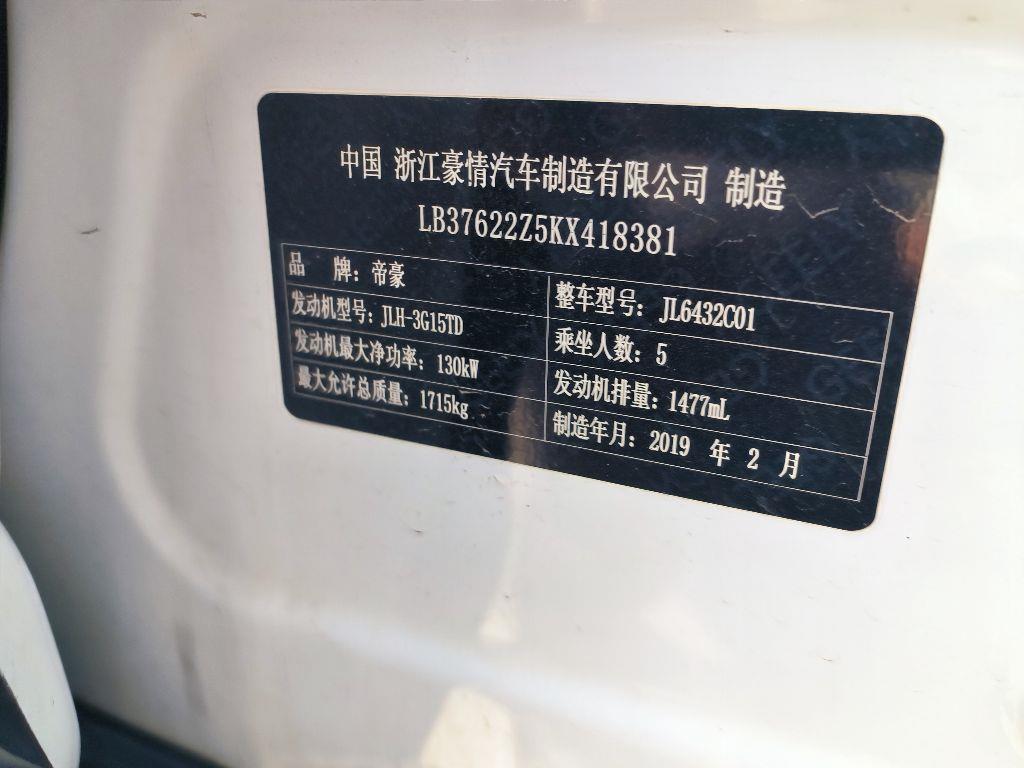 中国 浙江豪情汽车制造有限公司 制造
LB37622Z5KX418381
品 牌：帝豪
整车型号：JL6432C01
发动机型号：JLH-3G15TD
乘坐人数：5
发动机最大净功率：130kW
发动机排量：1477mL
最大允许总质量：1715kg
制造年月：2019 年 2 月